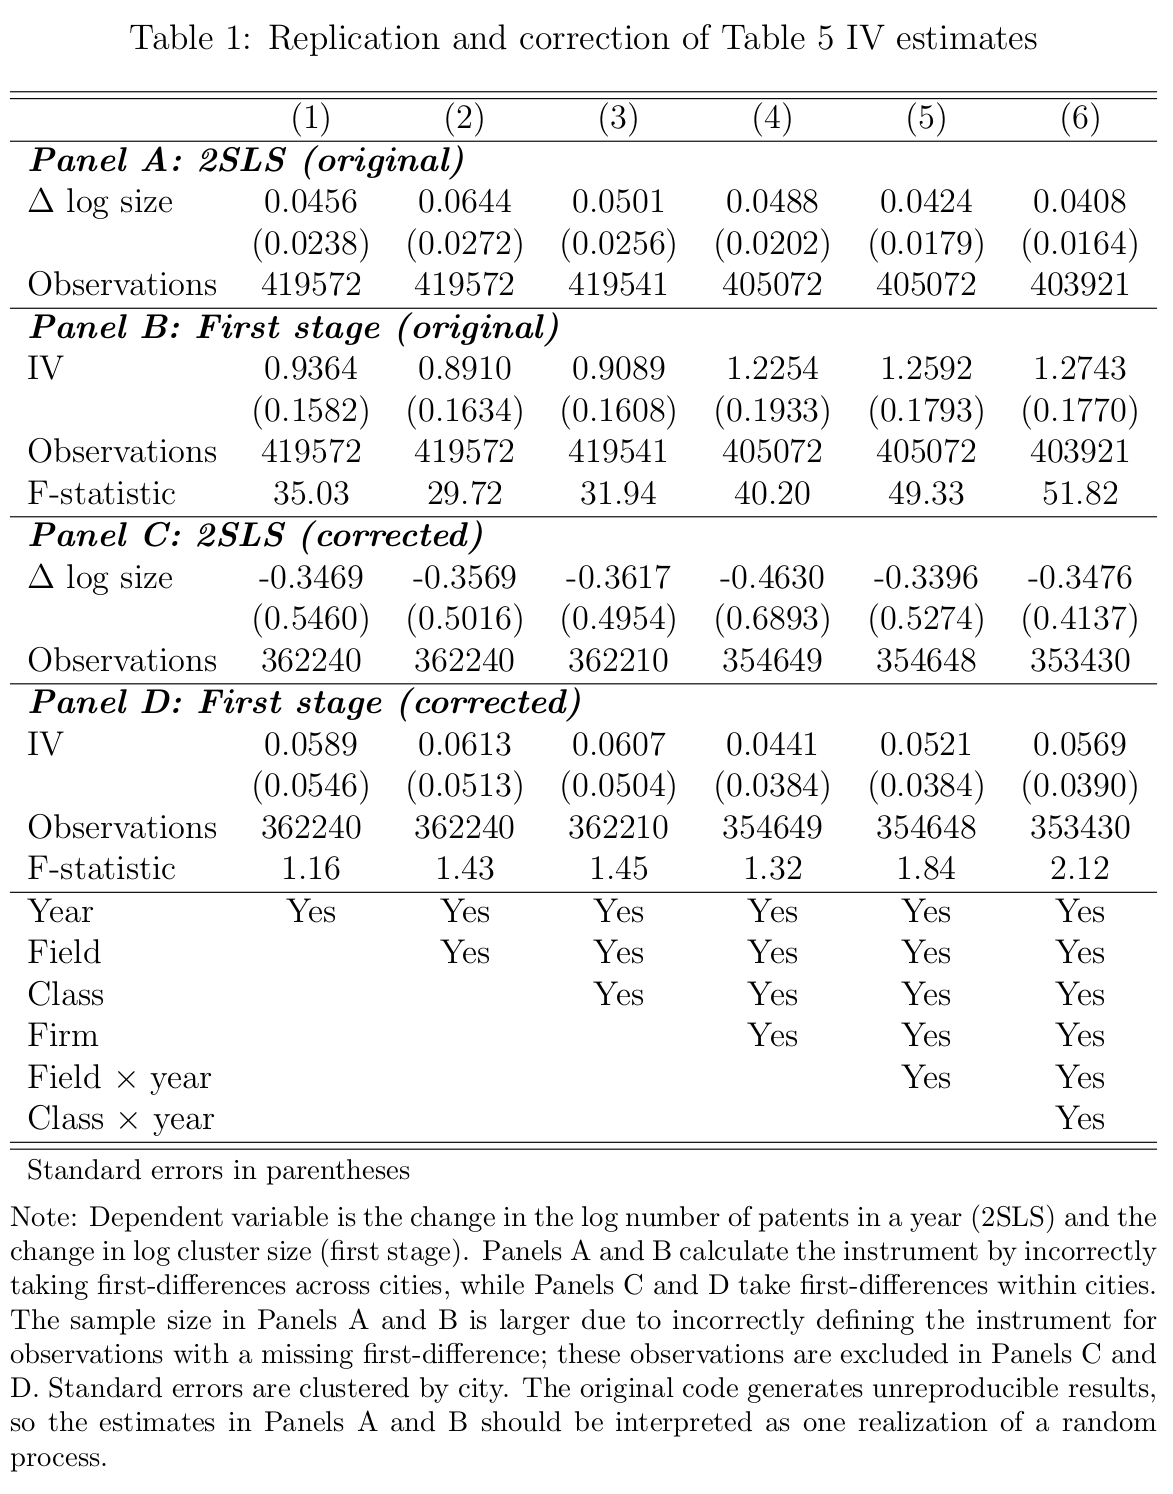 Table 1: Replication and correction of Table 5 IV estimates
(1) (2) (3) (4) (5) (6)
Panel A: 2SLS (original)
Δ log size 0.0456 0.0644 0.0501 0.0488 0.0424 0.0408
(0.0238) (0.0272) (0.0256) (0.0202) (0.0179) (0.0164)
Observations 419572 419572 419541 405072 405072 403921
Panel B: First stage (original)
IV 0.9364 0.8910 0.9089 1.2254 1.2592 1.2743
(0.1582) (0.1634) (0.1608) (0.1933) (0.1793) (0.1770)
Observations 419572 419572 419541 405072 405072 403921
F-statistic 35.03 29.72 31.94 40.20 49.33 51.82
Panel C: 2SLS (corrected)
Δ log size -0.3469 -0.3569 -0.3617 -0.4630 -0.3396 -0.3476
(0.5460) (0.5016) (0.4954) (0.6893) (0.5274) (0.4137)
Observations 362240 362240 362210 354649 354648 353430
Panel D: First stage (corrected)
IV 0.0589 0.0613 0.0607 0.0441 0.0521 0.0569
(0.0546) (0.0513) (0.0504) (0.0384) (0.0384) (0.0390)
Observations 362240 362240 362210 354649 354648 353430
F-statistic 1.16 1.43 1.45 1.32 1.84 2.12
Year Yes Yes Yes Yes Yes Yes
Field Yes Yes Yes Yes Yes
Class Yes Yes Yes Yes
Firm Yes Yes Yes
Field × year Yes Yes
Class × year Yes
Standard errors in parentheses
Note: Dependent variable is the change in the log number of patents in a year (2SLS) and the
change in log cluster size (first stage). Panels A and B calculate the instrument by incorrectly
taking first-differences across cities, while Panels C and D take first-differences within cities.
The sample size in Panels A and B is larger due to incorrectly defining the instrument for
observations with a missing first-difference; these observations are excluded in Panels C and
D. Standard errors are clustered by city. The original code generates unreproducible results,
so the estimates in Panels A and B should be interpreted as one realization of a random
process.